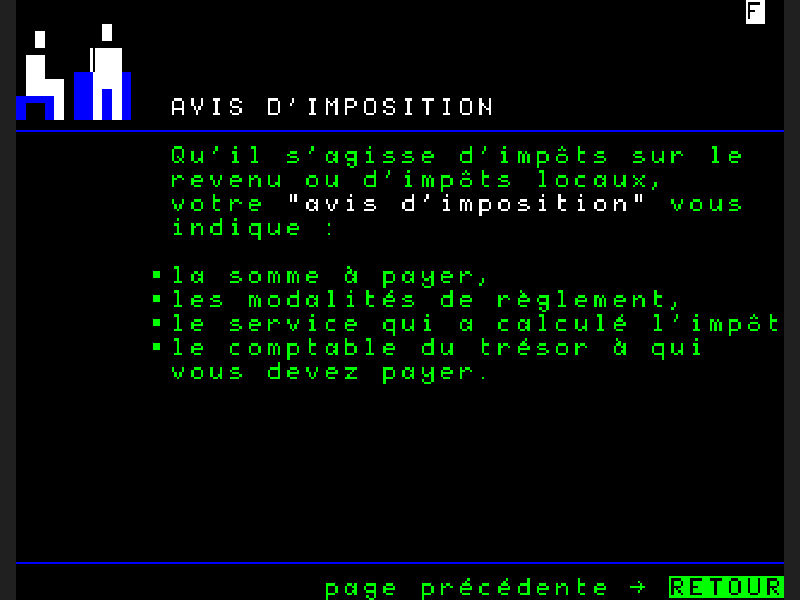 F
AVIS D'IMPOSITION
Qu'il s'agisse d'impôts sur le
revenu ou d'impôts locaux,
votre "avis d'imposition" vous
indique :
▪la somme à payer,
▪les modalités de règlement,
▪le service qui a calculé l'impôt
▪le comptable du trésor à qui
vous devez payer.
page précédente → RETOUR